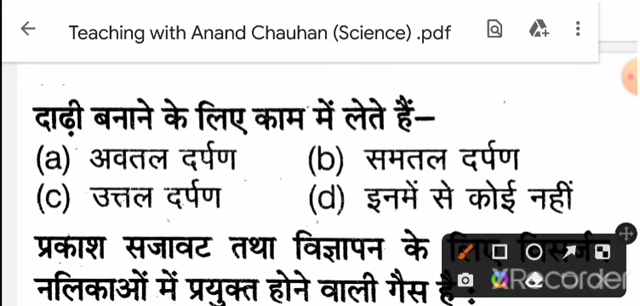 Teaching with Anand Chauhan (Science) .pdf
दाढ़ी बनाने के लिए काम में लेते हैं–
(a) अवतल दर्पण (b) समतल दर्पण
(c) उत्तल दर्पण (d) इनमें से कोई नहीं
प्रकाश सजावट तथा विज्ञापन के
नलिकाओं में प्रयुक्त होने वाली गैस है
Recorder